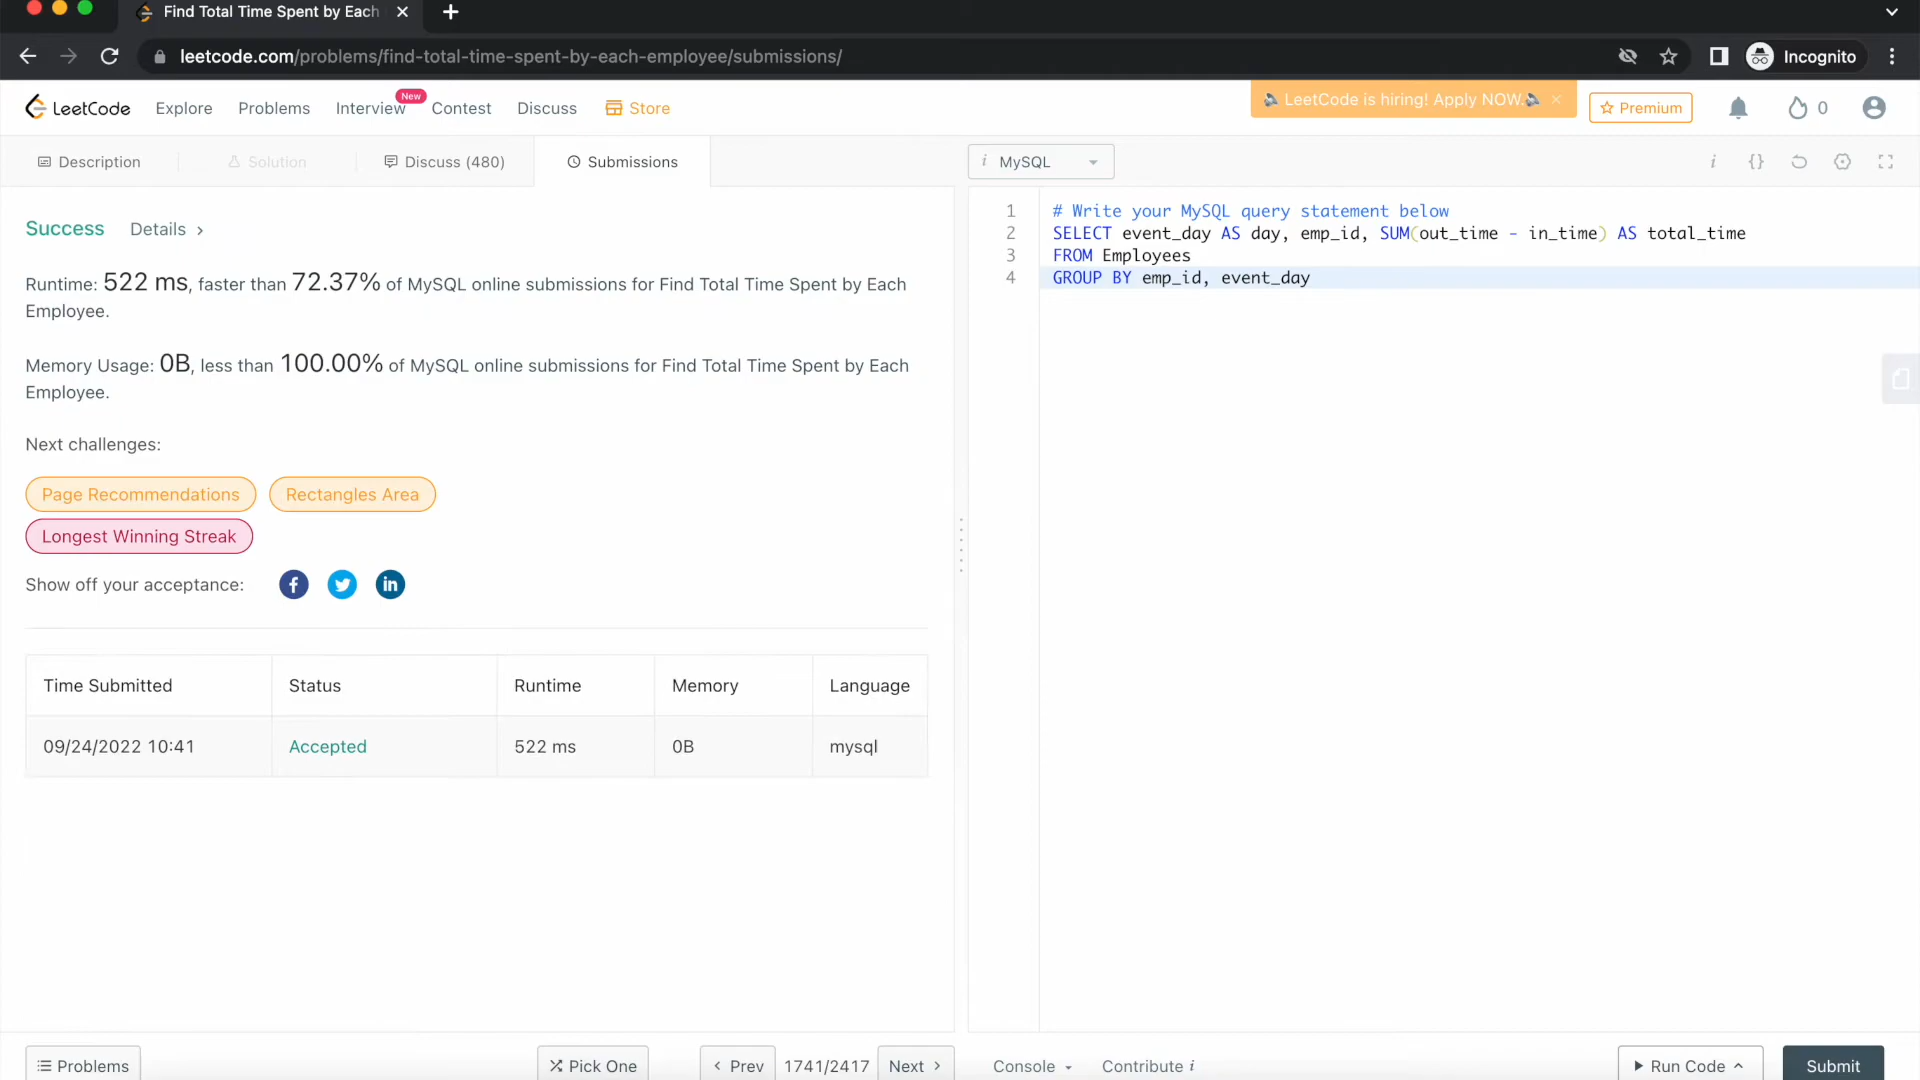 Find Total Time Spent by Each
leetcode.com/problems/find-total-time-spent-by-each-employee/submissions/
Incognito
LeetCode
Explore
Problems
Interview
New
Contest
Discuss
Store
LeetCode is hiring! Apply NOW.
Premium
0
Description
Solution
Discuss (480)
Submissions
i MySQL
i
{}
Success
Details
Runtime: 522 ms, faster than 72.37% of MySQL online submissions for Find Total Time Spent by Each
Employee.
Memory Usage: 0B, less than 100.00% of MySQL online submissions for Find Total Time Spent by Each
Employee.
Next challenges:
Page Recommendations
Rectangles Area
Longest Winning Streak
Show off your acceptance:
f
in
Time Submitted Status Runtime Memory Language
09/24/2022 10:41 Accepted 522 ms 0B mysql
1 # Write your MySQL query statement below
2 SELECT event_day AS day, emp_id, SUM(out_time - in_time) AS total_time
3 FROM Employees
4 GROUP BY emp_id, event_day
Problems
Pick One
Prev
1741/2417
Next
Console
Contribute i
Run Code
Submit